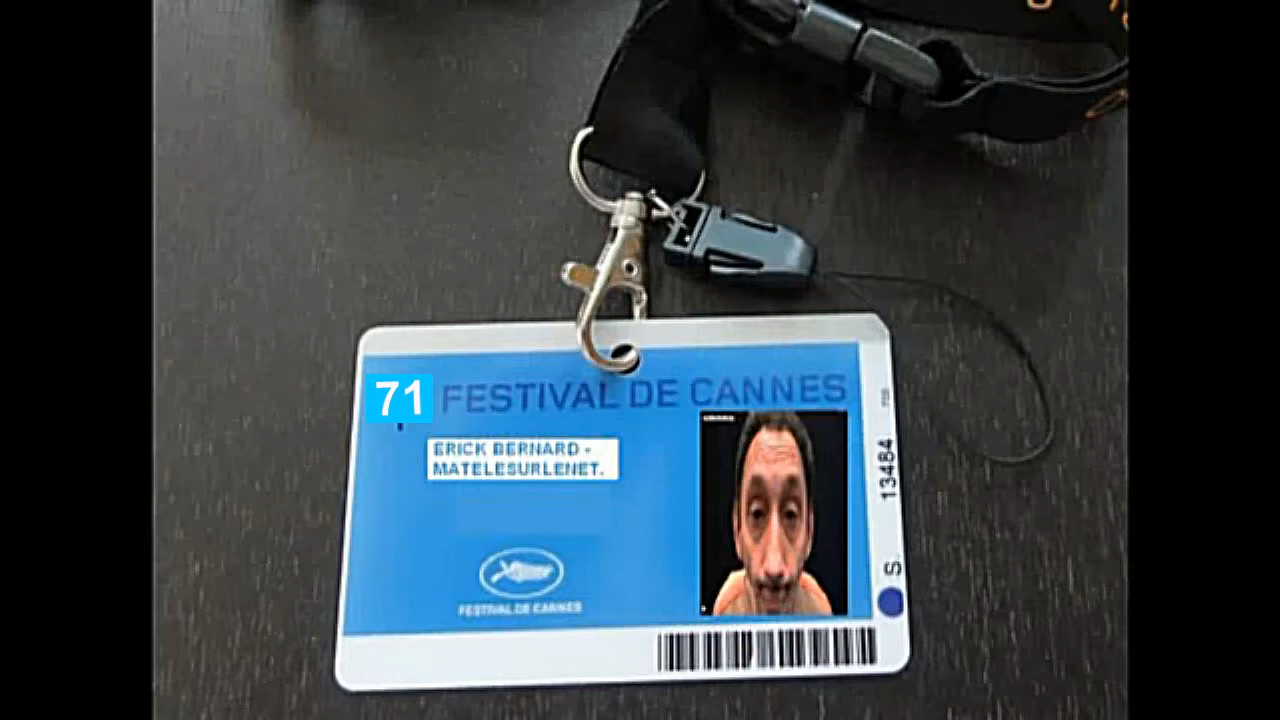 71 FESTIVAL DE CANNES
ERICK BERNARD -
MATELESURLENET.
FESTIVAL DE CANNES
13484
S.